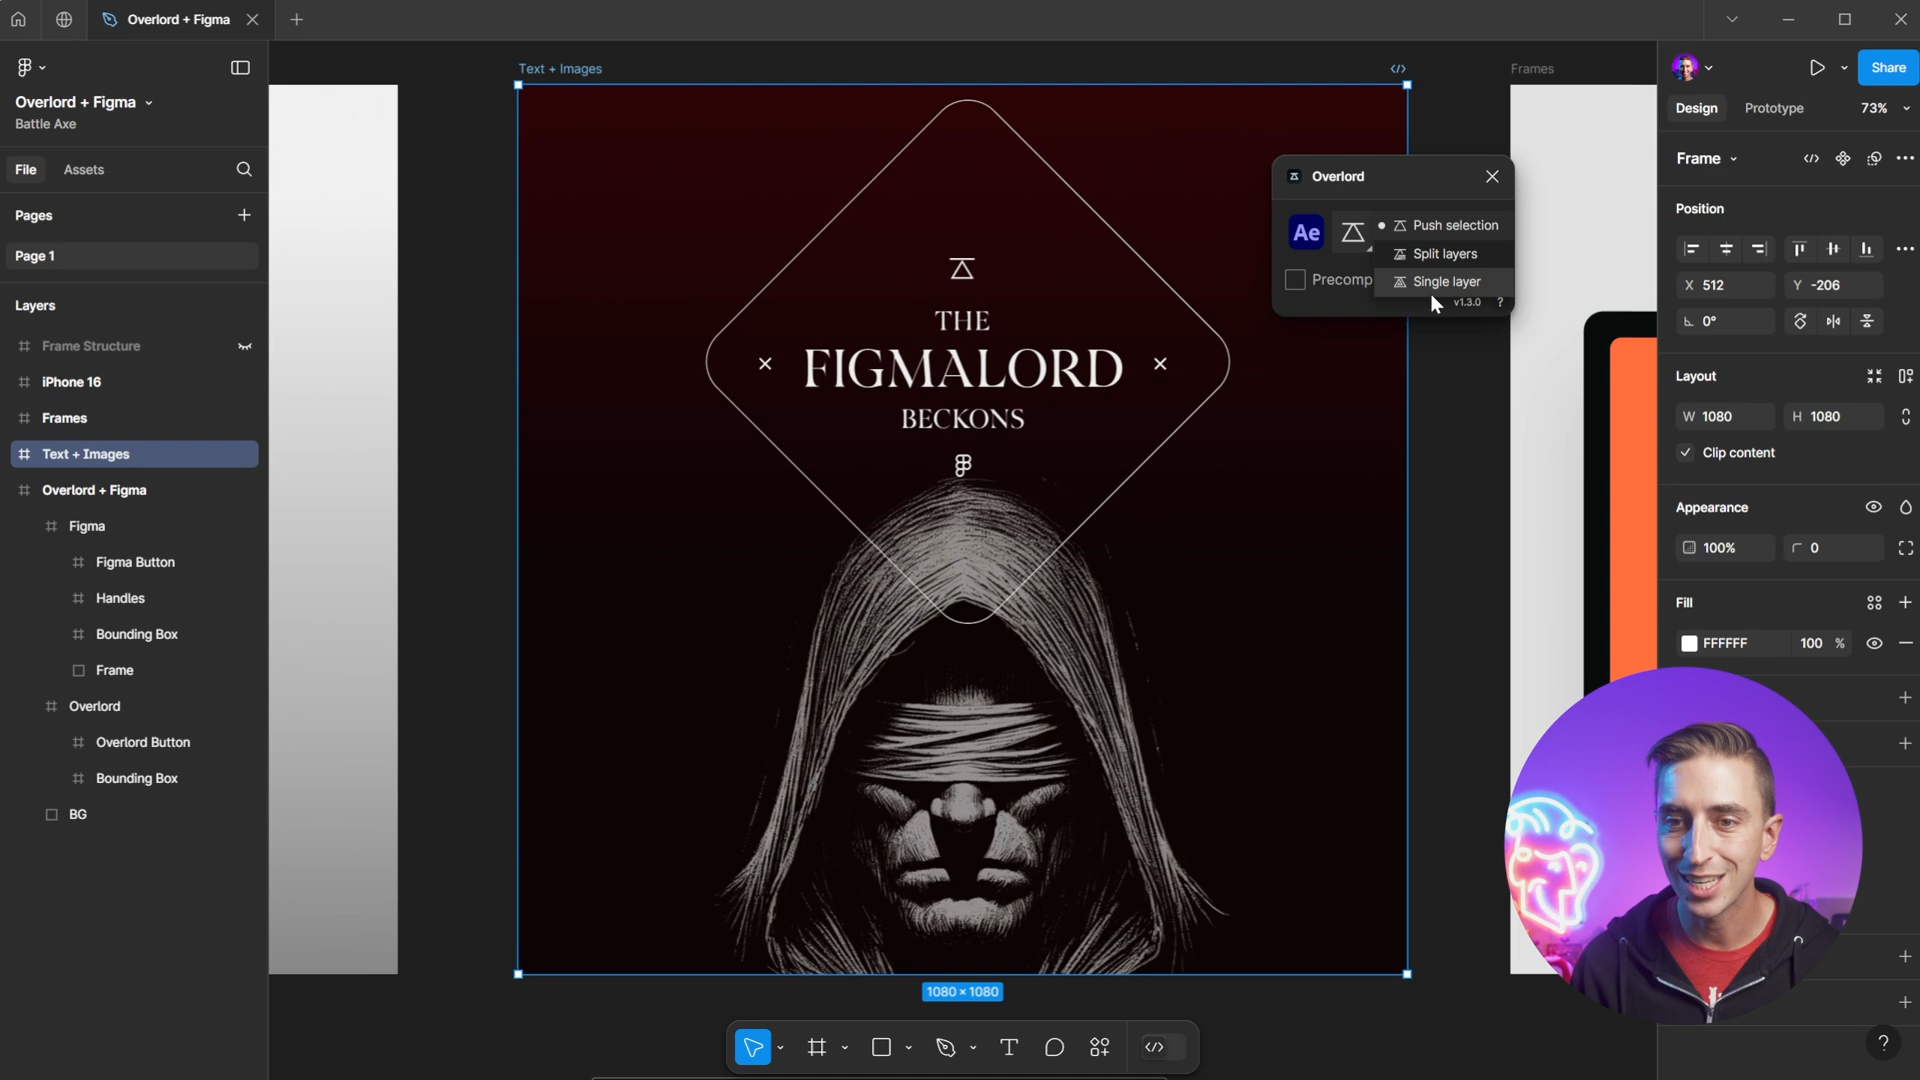 Overlord + Figma
Overlord + Figma
Battle Axe
File
Assets
Pages
Page 1
Layers
Frame Structure
iPhone 16
Frames
Text + Images
Overlord + Figma
Figma
Figma Button
Handles
Bounding Box
Frame
Overlord
Overlord Button
Bounding Box
BG
Text + Images
Frames
THE
FIGMALORD
BECKONS
1080 × 1080
Overlord
Ae
Push selection
Split layers
Single layer
Precomp
v1.3.0
?
Share
Design
Prototype
73%
Frame
Position
X 512
Y -206
0°
Layout
W 1080
H 1080
Clip content
Appearance
100%
0
Fill
FFFFFF
100 %
?